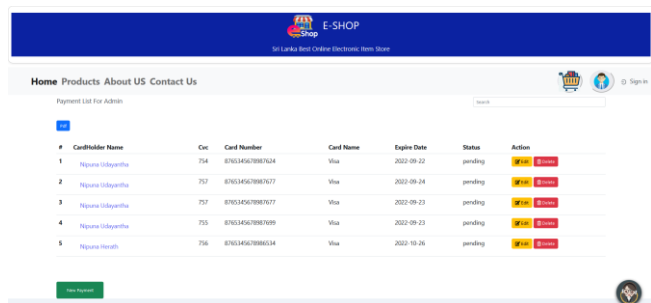 eShop
E-SHOP
Sri Lanka Best Online Electronic Item Store
Home Products About US Contact Us
Sign in
Payment List For Admin
Search
# CardHolder Name Cvc Card Number Card Name Expire Date Status Action
1 Nipuna Udayantha 754 8765345678987624 Visa 2022-09-22 pending Edit Delete
2 Nipuna Udayantha 757 8765345678987677 Visa 2022-09-24 pending Edit Delete
3 Nipuna Udayantha 757 8765345678987677 Visa 2022-09-23 pending Edit Delete
4 Nipuna Udayantha 755 8765345678987699 Visa 2022-09-23 pending Edit Delete
5 Nipuna Herath 756 8765345678986534 Visa 2022-10-26 pending Edit Delete
New Payment